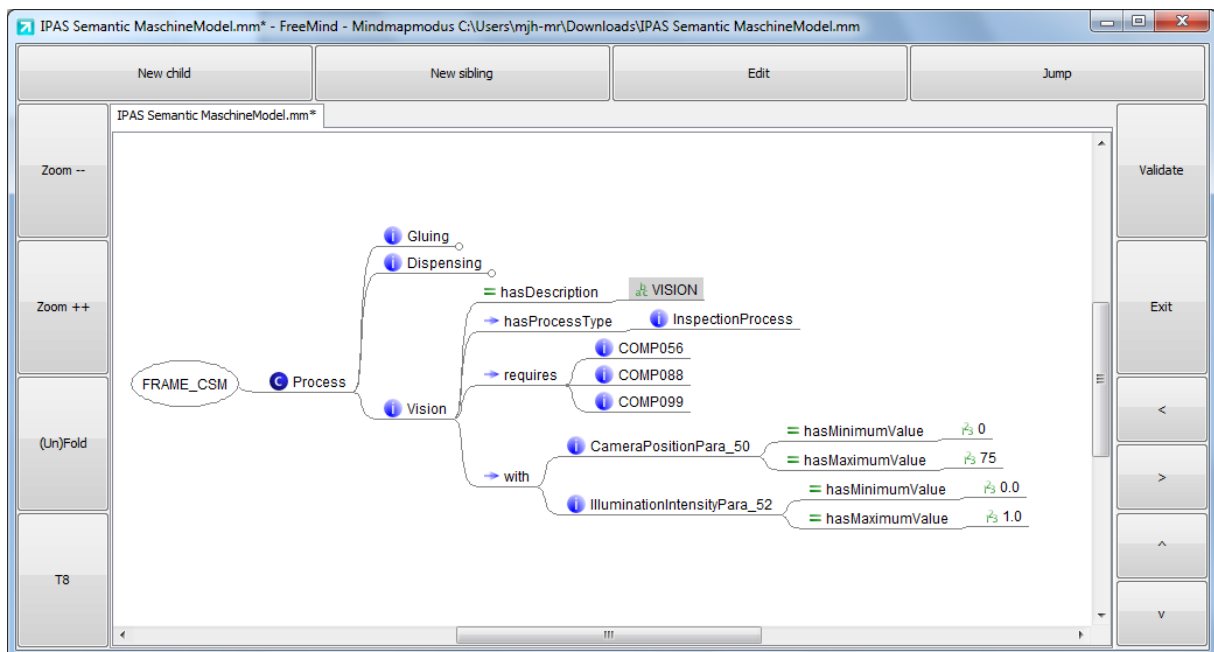 IPAS Semantic MaschineModel.mm* - FreeMind - Mindmapmodus C:\Users\mjh-mr\Downloads\IPAS Semantic MaschineModel.mm
New child
New sibling
Edit
Jump
IPAS Semantic MaschineModel.mm*
Zoom --
Zoom ++
(Un)Fold
T8
FRAME_CSM
C Process
i Gluing
i Dispensing
i Vision
= hasDescription
VISION
hasProcessType
i InspectionProcess
requires
i COMP056
i COMP088
i COMP099
with
i CameraPositionPara_50
= hasMinimumValue
0
= hasMaximumValue
75
i IlluminationIntensityPara_52
= hasMinimumValue
0.0
= hasMaximumValue
1.0
Validate
Exit
<
>
^
v